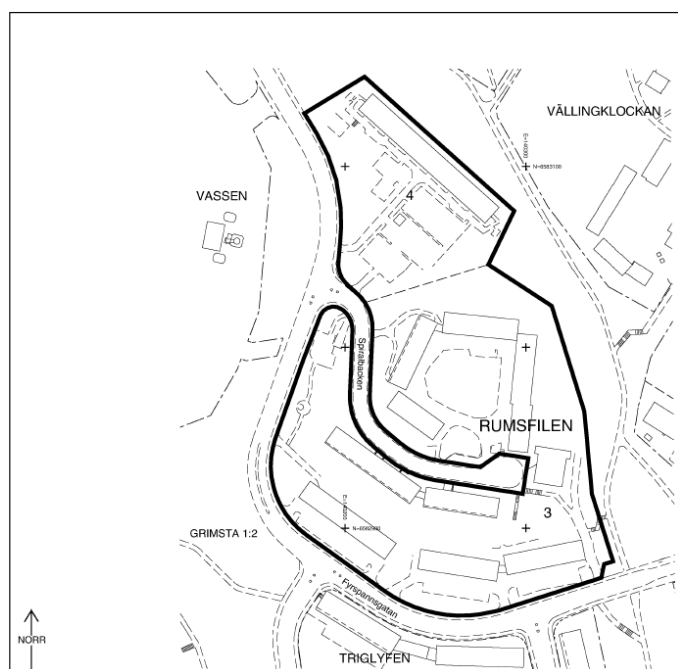 VÄLLINGKLOCKAN
VASSEN
4
Spiralbacken
RUMSFILEN
3
GRIMSTA 1:2
Fyrspannsgatan
NORR
TRIGLYFEN